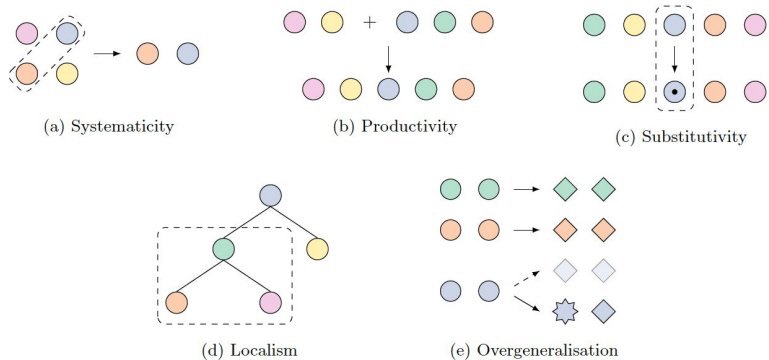 +
(a) Systematicity
(b) Productivity
(c) Substitutivity
(d) Localism
(e) Overgeneralisation